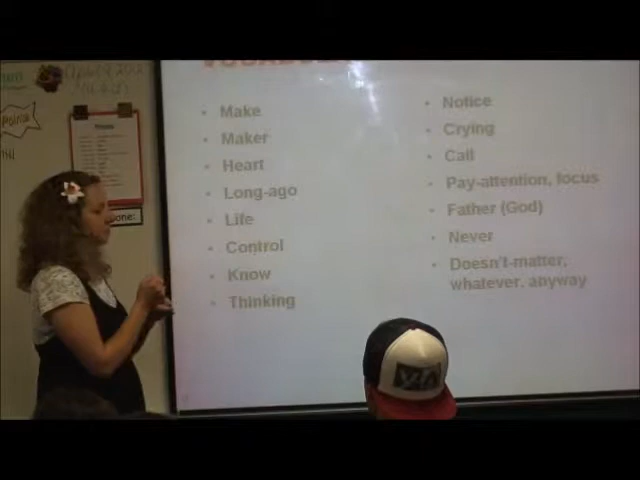 • Make
• Maker
• Heart
• Long-ago
• Life
• Control
• Know
• Thinking
• Notice
• Crying
• Call
• Pay-attention, focus
• Father (God)
• Never
• Doesn't-matter,
whatever, anyway